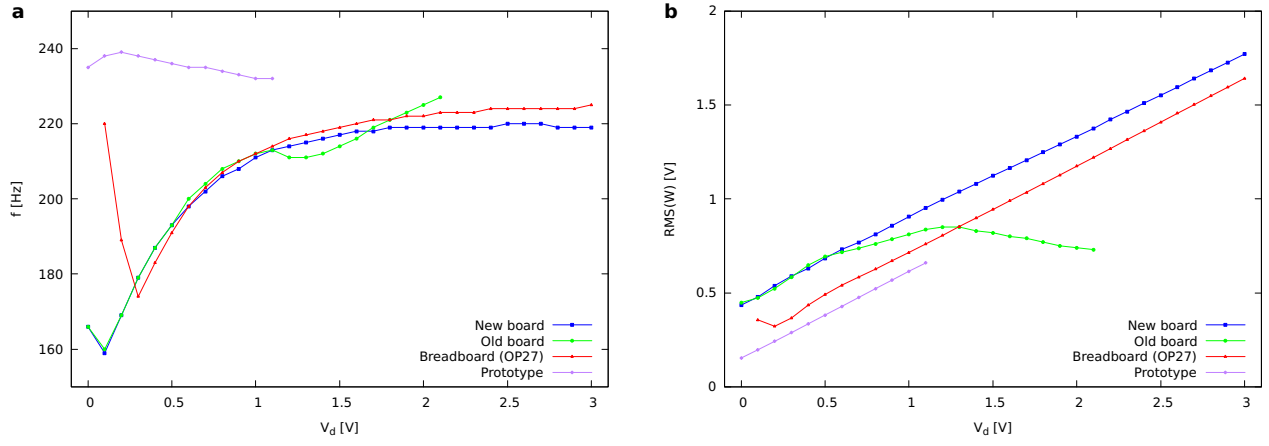 a
240
220
200
180
160
f [Hz]
New board
Old board
Breadboard (OP27)
Prototype
0 0.5 1 1.5 2 2.5 3
V_d [V]
b
2
1.5
1
0.5
0
RMS(W) [V]
New board
Old board
Breadboard (OP27)
Prototype
0 0.5 1 1.5 2 2.5 3
V_d [V]